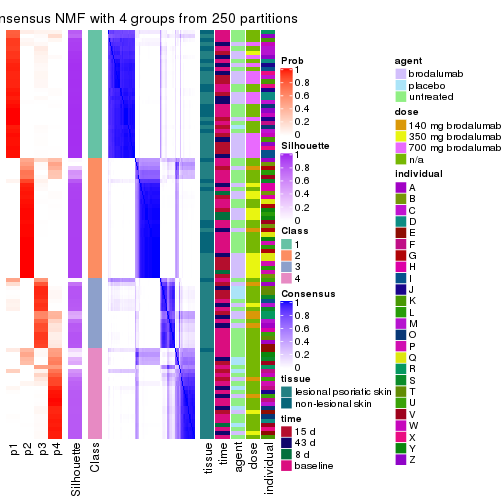 nsensus NMF with 4 groups from 250 partitions
p1
p2
p3
p4
Silhouette
Class
tissue
time
agent
dose
individual
Prob
1
0.8
0.6
0.4
0.2
0
Silhouette
1
0.8
0.6
0.4
0.2
0
Class
1
2
3
4
Consensus
1
0.8
0.6
0.4
0.2
0
tissue
lesional psoriatic skin
non-lesional skin
time
15 d
43 d
8 d
baseline
agent
brodalumab
placebo
untreated
dose
140 mg brodalumab
350 mg brodalumab
700 mg brodalumab
n/a
individual
A
B
C
D
E
F
G
H
I
J
K
L
M
O
P
Q
R
S
T
U
V
W
X
Y
Z